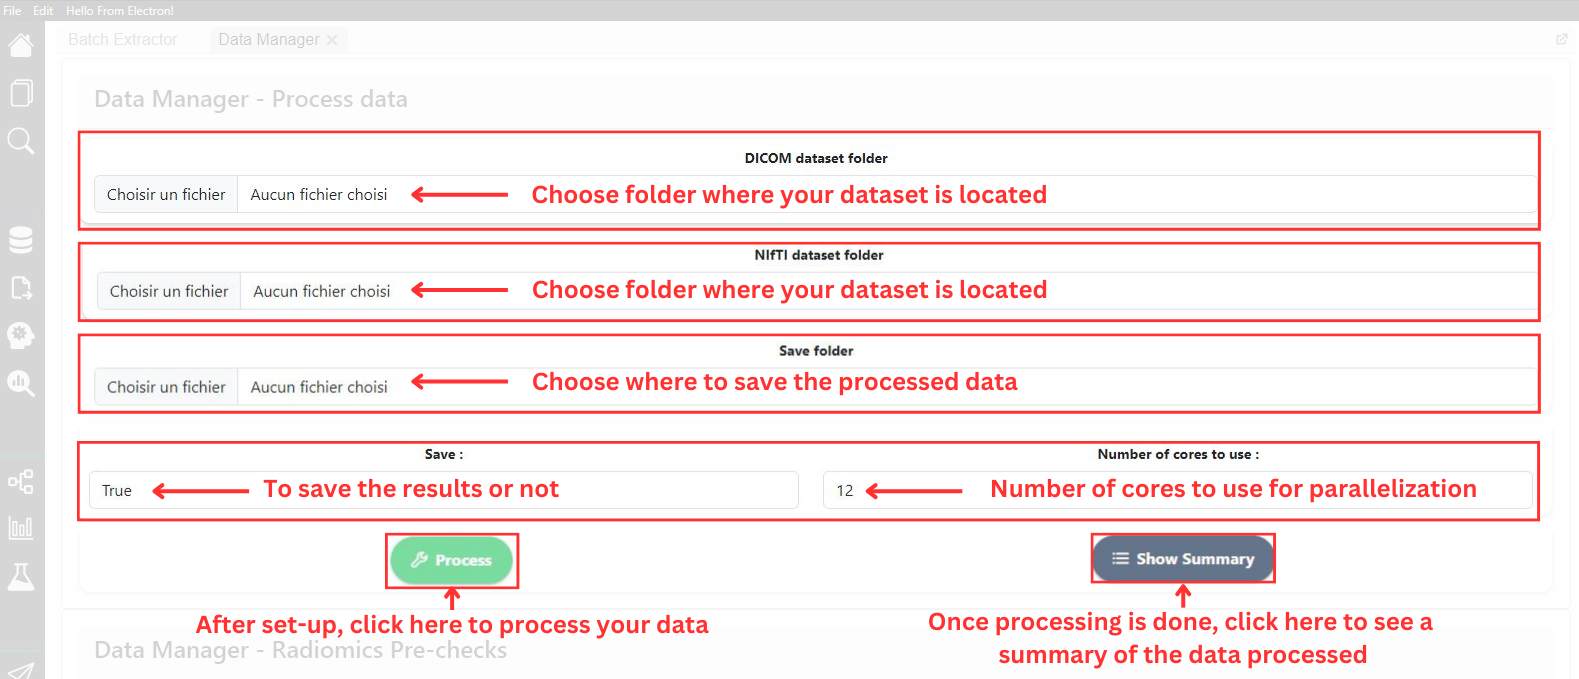 File Edit Hello From Electron!
Batch Extractor Data Manager ×
Data Manager - Process data
DICOM dataset folder
Choisir un fichier Aucun fichier choisi Choose folder where your dataset is located
NIfTI dataset folder
Choisir un fichier Aucun fichier choisi Choose folder where your dataset is located
Save folder
Choisir un fichier Aucun fichier choisi Choose where to save the processed data
Save : Number of cores to use :
True To save the results or not 12 Number of cores to use for parallelization
Process Show Summary
After set-up, click here to process your data
Once processing is done, click here to see a
summary of the data processed
Data Manager - Radiomics Pre-checks